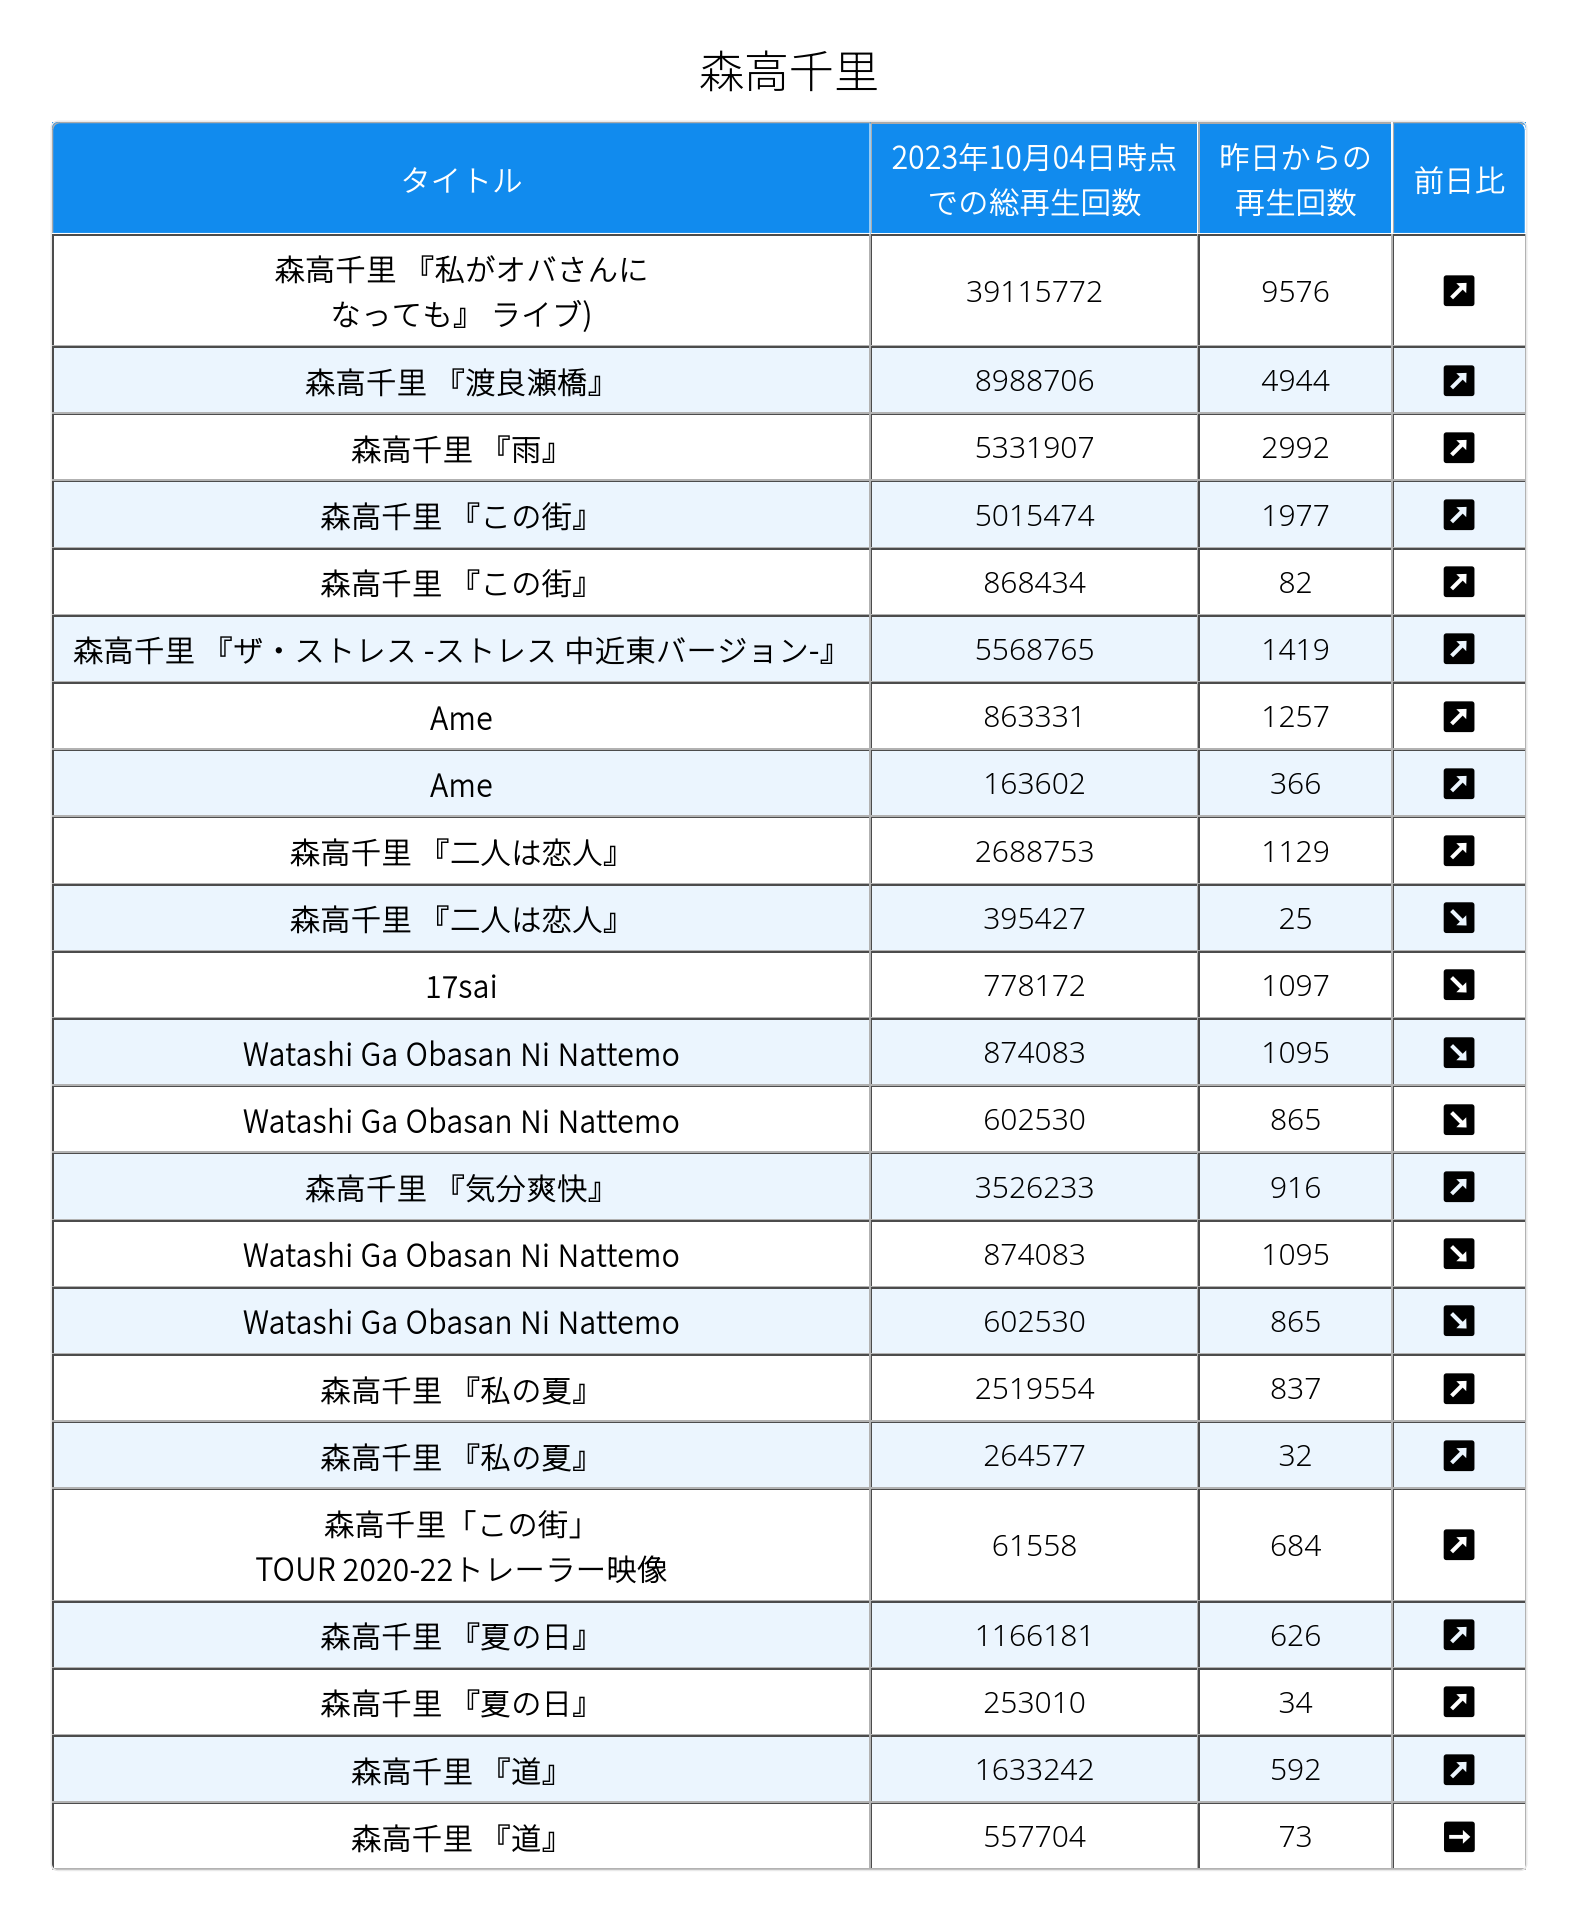 森高千里
タイトル
2023年10月04日時点
での総再生回数
昨日からの
再生回数
前日比
森高千里 『私がオバさんに
なっても』 ライブ)
39115772
9576
森高千里 『渡良瀬橋』
8988706
4944
森高千里 『雨』
5331907
2992
森高千里 『この街』
5015474
1977
森高千里 『この街』
868434
82
森高千里 『ザ・ストレス -ストレス 中近東バージョン-』
5568765
1419
Ame
863331
1257
Ame
163602
366
森高千里 『二人は恋人』
2688753
1129
森高千里 『二人は恋人』
395427
25
17sai
778172
1097
Watashi Ga Obasan Ni Nattemo
874083
1095
Watashi Ga Obasan Ni Nattemo
602530
865
森高千里 『気分爽快』
3526233
916
Watashi Ga Obasan Ni Nattemo
874083
1095
Watashi Ga Obasan Ni Nattemo
602530
865
森高千里 『私の夏』
2519554
837
森高千里 『私の夏』
264577
32
森高千里「この街」
TOUR 2020-22トレーラー映像
61558
684
森高千里 『夏の日』
1166181
626
森高千里 『夏の日』
253010
34
森高千里 『道』
1633242
592
森高千里 『道』
557704
73